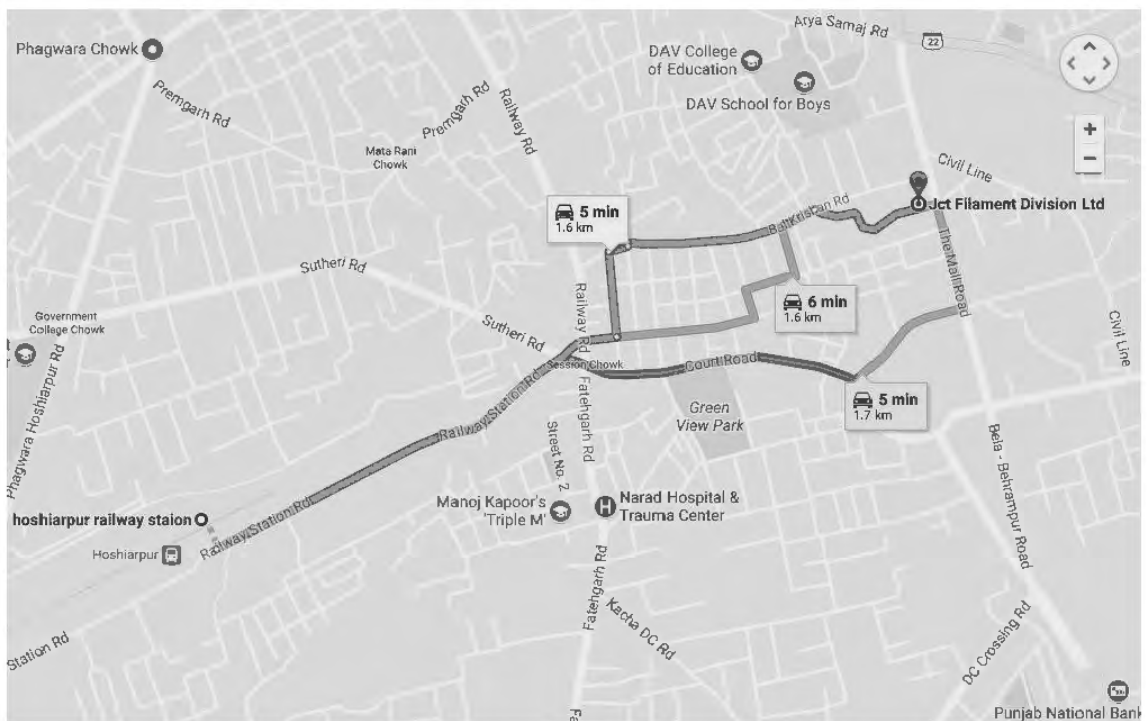 Phagwara Chowk
Premgarh Rd
Premgarh Rd
Mata Rani
Chowk
Railway Rd
DAV College
of Education
DAV School for Boys
Arya Samaj Rd
22
Civil Line
+
−
5 min
1.6 km
Bal Krishan Rd
Jct Filament Division Ltd
The Mall Road
Sutheri Rd
Railway Rd
6 min
1.6 km
Government
College Chowk
Sutheri Rd
Session Chowk
Court Road
Civil Line
Phagwara Hoshiarpur Rd
Railway Station Rd
Fatehgarh Rd
Green
View Park
5 min
1.7 km
Street No. 2
Railway Station Rd
Manoj Kapoor's
'Triple M'
H
Narad Hospital &
Trauma Center
Bela - Behrampur Road
hoshiarpur railway staion
Railway Station Rd
Hoshiarpur
Fatehgarh Rd
Kacha DC Rd
DC Crossing Rd
Station Rd
Punjab National Bank